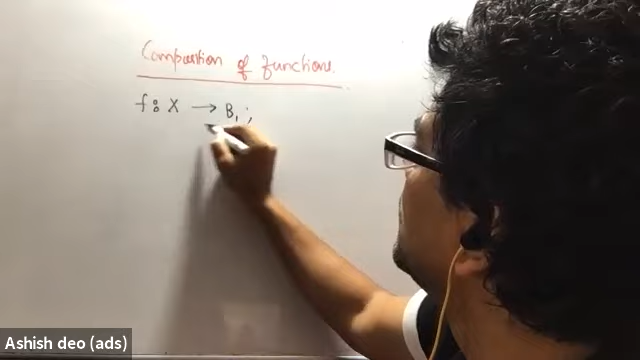 Composition of Functions.
f : X → B₁ ;
Ashish deo (ads)